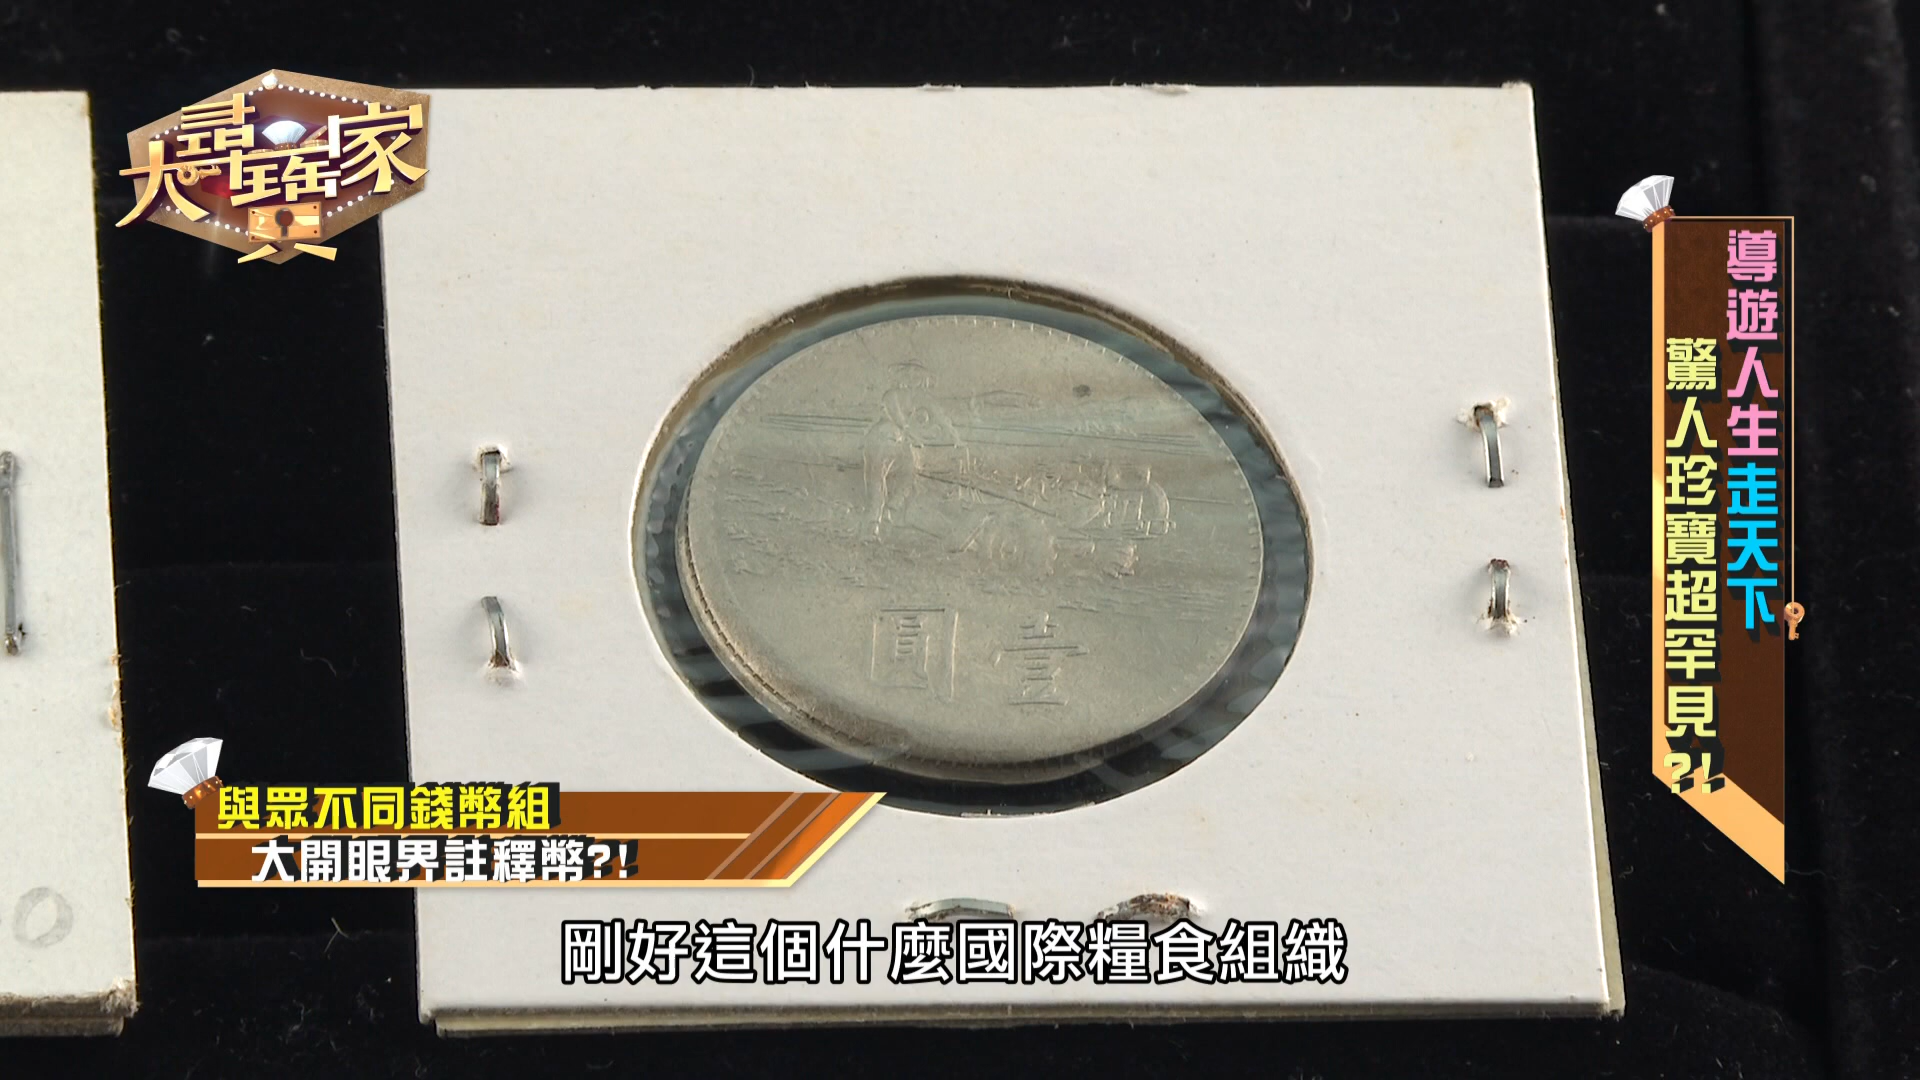 大尋寶家
導遊人生走天下
驚人珍寶超罕見?!
圓壹
與眾不同錢幣組
大開眼界註釋幣?!
剛好這個什麼國際糧食組織
0